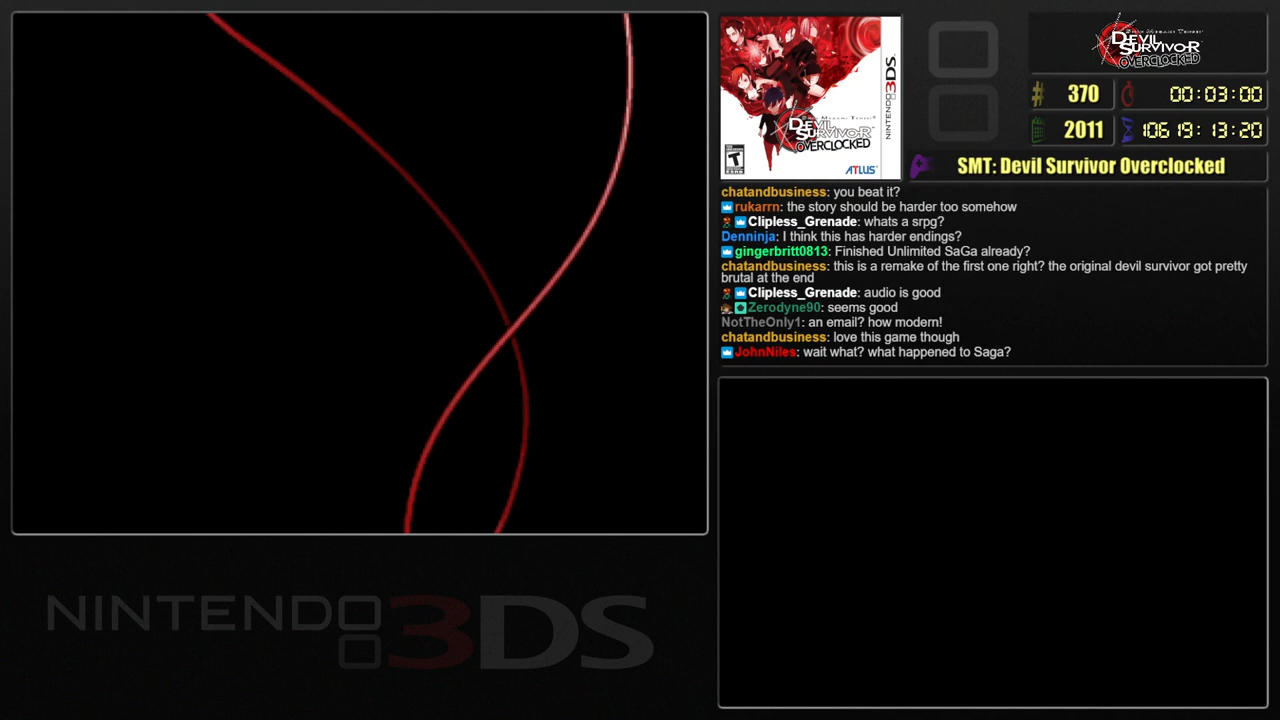 NINTENDO 3DS
DEVIL
SURVIVOR
OVERCLOCKED
ATLUS
T
DEVIL
SURVIVOR
OVERCLOCKED
# 370
00:03:00
2011
10619:13:20
SMT: Devil Survivor Overclocked
chatandbusiness: you beat it?
rukarrn: the story should be harder too somehow
Clipless_Grenade: whats a srpg?
Denninja: I think this has harder endings?
gingerbritt0813: Finished Unlimited SaGa already?
chatandbusiness: this is a remake of the first one right? the original devil survivor got pretty
brutal at the end
Clipless_Grenade: audio is good
Zerodyne90: seems good
NotTheOnly1: an email? how modern!
chatandbusiness: love this game though
JohnNiles: wait what? what happened to Saga?
NINTENDO 3DS